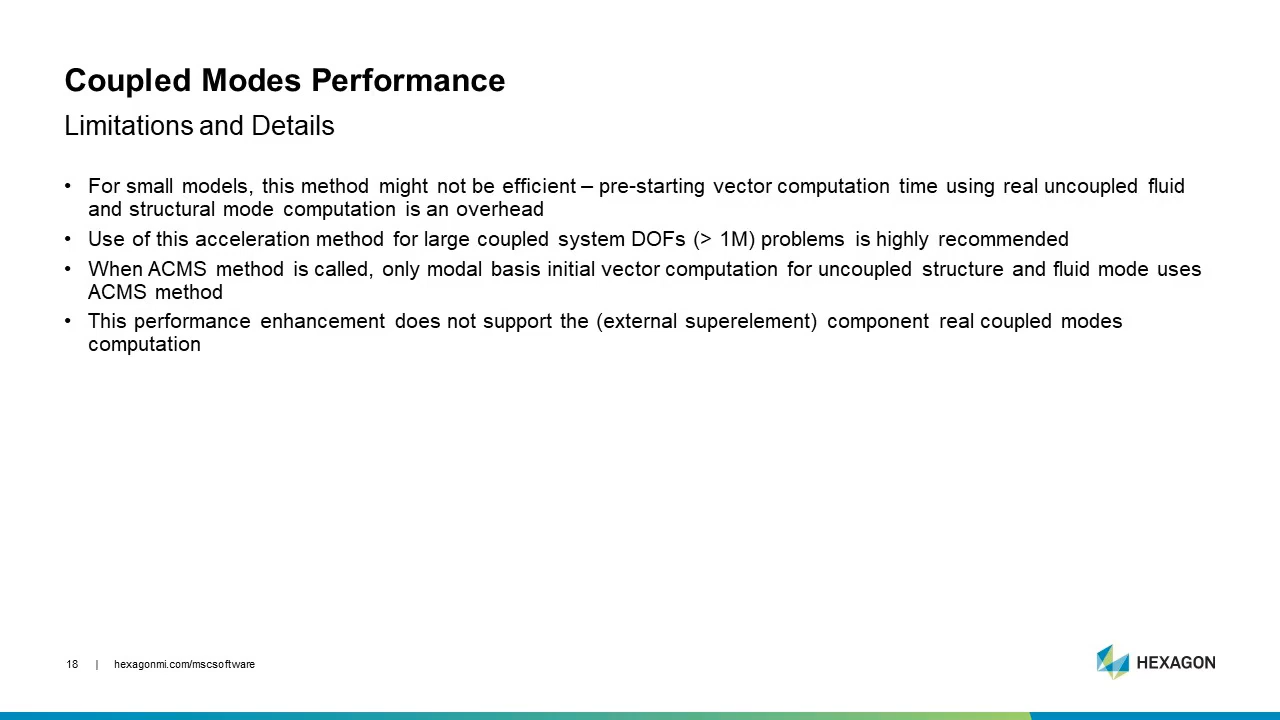 Coupled Modes Performance
Limitations and Details
• For small models, this method might not be efficient – pre-starting vector computation time using real uncoupled fluid
and structural mode computation is an overhead
• Use of this acceleration method for large coupled system DOFs (> 1M) problems is highly recommended
• When ACMS method is called, only modal basis initial vector computation for uncoupled structure and fluid mode uses
ACMS method
• This performance enhancement does not support the (external superelement) component real coupled modes
computation
18 | hexagonmi.com/mscsoftware
HEXAGON